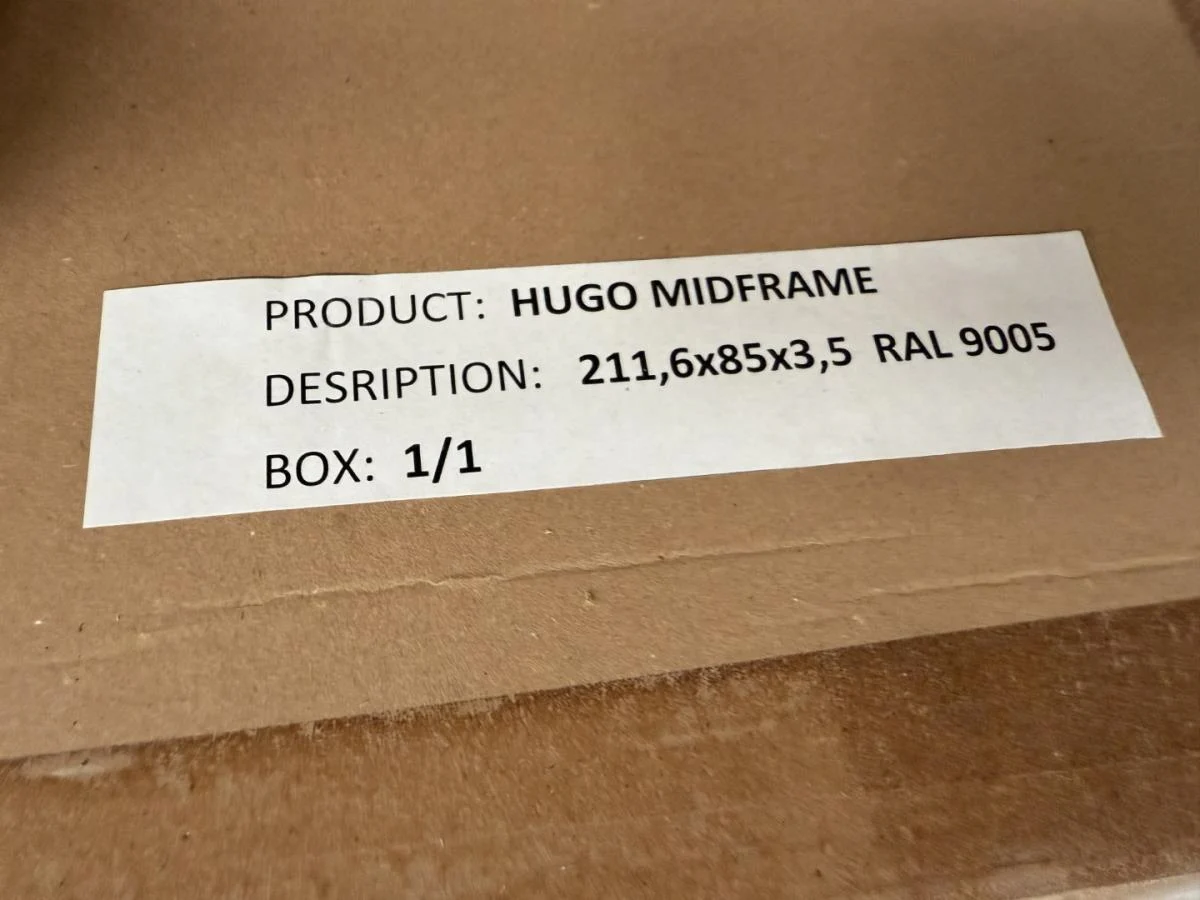 PRODUCT: HUGO MIDFRAME
DESRIPTION: 211,6x85x3,5 RAL 9005
BOX: 1/1